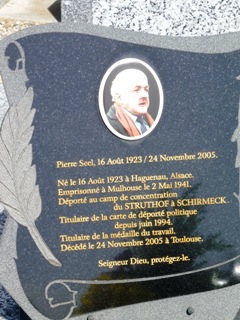 Pierre Seel, 16 Août 1923 / 24 Novembre 2005.
Né le 16 Août 1923 à Haguenau, Alsace.
Emprisonné à Mulhouse le 2 Mai 1941.
Déporté au camp de concentration
du STRUTHOF à SCHIRMECK.
Titulaire de la carte de déporté politique
depuis juin 1994.
Titulaire de la médaille du travail.
Décédé le 24 Novembre 2005 à Toulouse.
Seigneur Dieu, protégez-le.